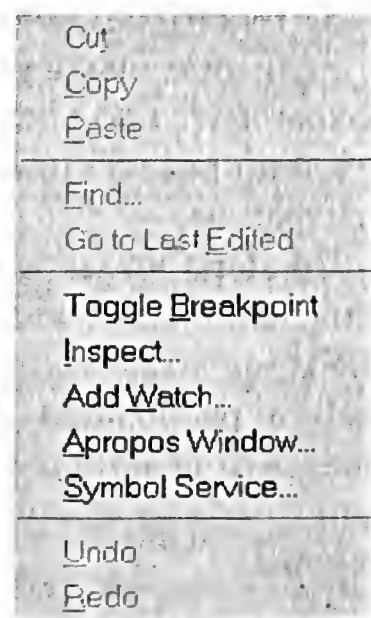 Cut
Copy
Paste
Find...
Go to Last Edited
Toggle Breakpoint
Inspect...
Add Watch...
Apropos Window...
Symbol Service...
Undo
Redo